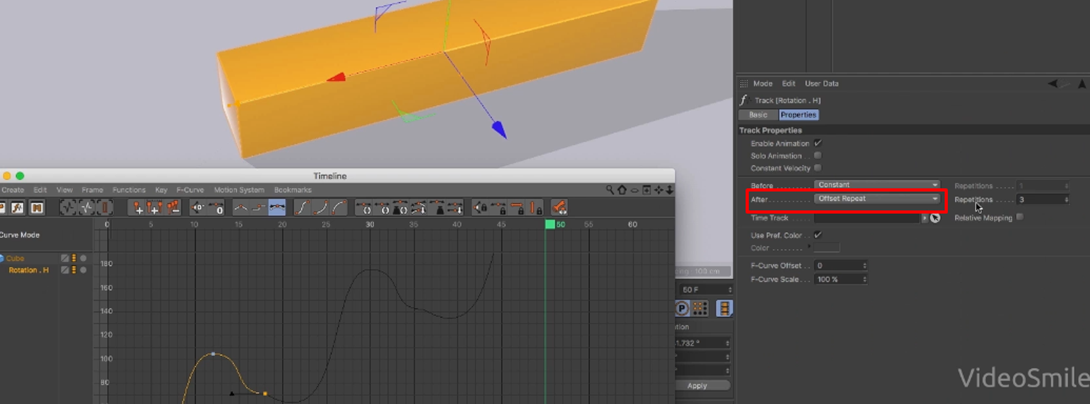 Mode Edit User Data
Track [Rotation . H]
Basic Properties
Track Properties
Enable Animation
Solo Animation
Constant Velocity
Before Constant Repetitions 1
After Offset Repeat Repetitions 3
Time Track Relative Mapping
Use Pref. Color
Color
F-Curve Offset 0
F-Curve Scale 100 %
Timeline
Create Edit View Frame Functions Key F-Curve Motion System Bookmarks
Curve Mode
0 5 10 15 20 25 30 35 40 45 50 55 60
Cube
Rotation . H
180
160
140
120
100
80
50 F
1.732 °
Apply
VideoSmile